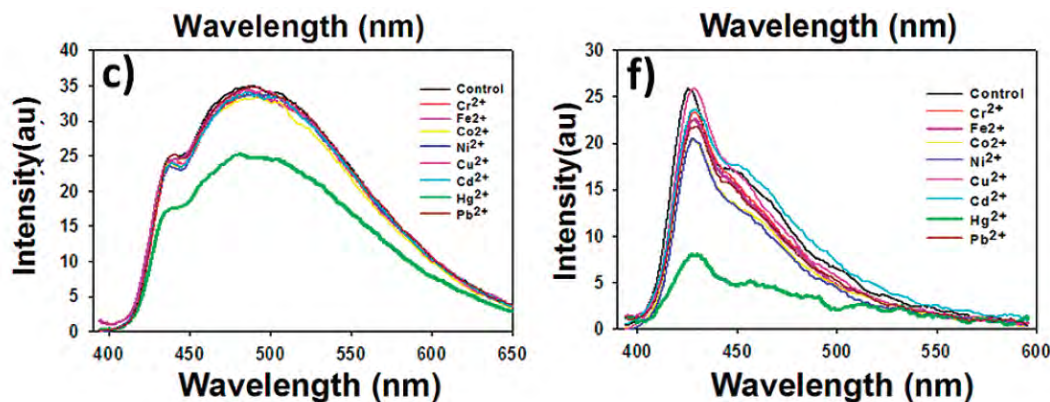 Wavelength (nm)
40
35
30
25
20
15
10
5
0
400
450
500
550
600
650
Intensity(au)
c)
Control
Cr2+
Fe2+
Co2+
Ni2+
Cu2+
Cd2+
Hg2+
Pb2+
Wavelength (nm)
Wavelength (nm)
30
25
20
15
10
5
0
400
450
500
550
600
Intensity(au)
f)
Control
Cr2+
Fe2+
Co2+
Ni2+
Cu2+
Cd2+
Hg2+
Pb2+
Wavelength (nm)